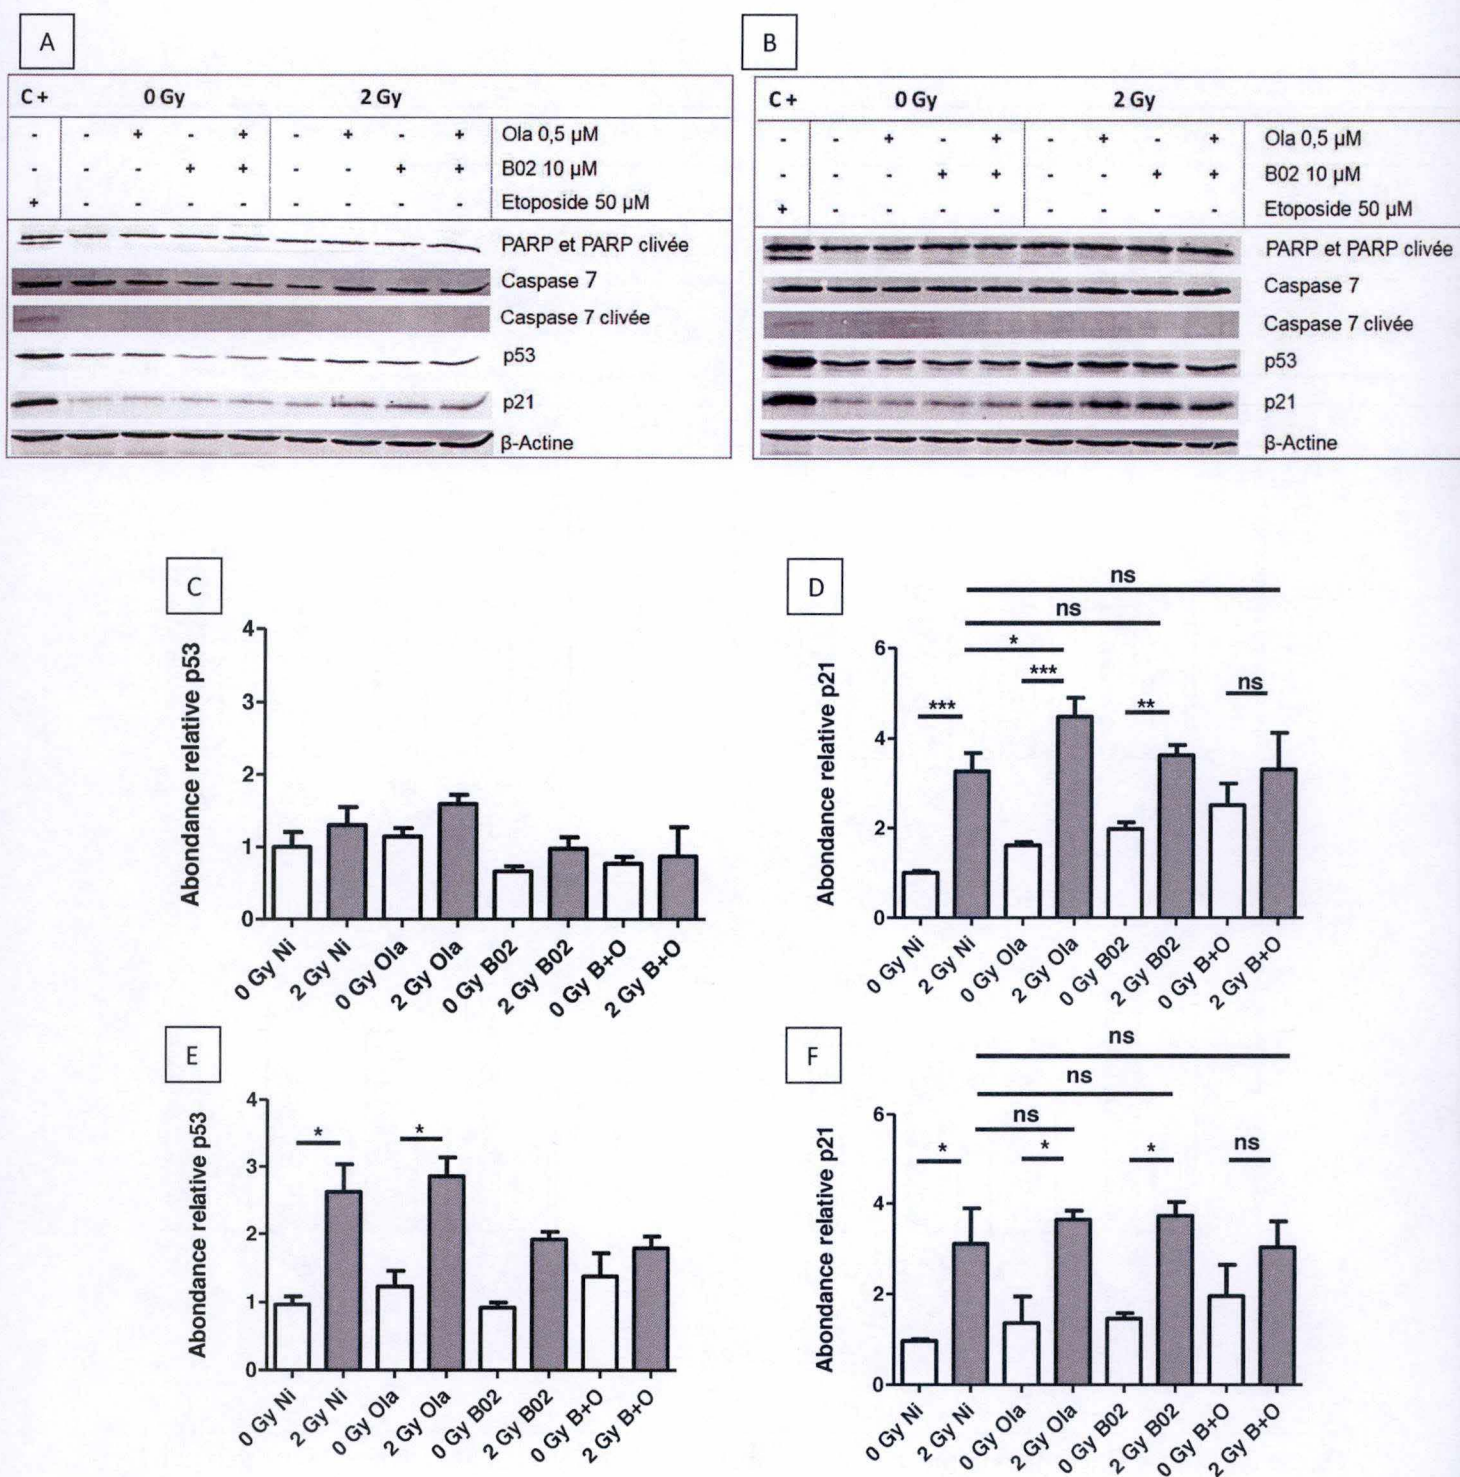 A
C + 0 Gy 2 Gy
- - + - + - + - + Ola 0,5 µM
- - - + + - - + + B02 10 µM
+ - - - - - - - - Etoposide 50 µM
PARP et PARP clivée
Caspase 7
Caspase 7 clivée
p53
p21
β-Actine
B
C + 0 Gy 2 Gy
- - + - + - + - + Ola 0,5 µM
- - - + + - - + + B02 10 µM
+ - - - - - - - - Etoposide 50 µM
PARP et PARP clivée
Caspase 7
Caspase 7 clivée
p53
p21
β-Actine
C
Abondance relative p53
4
3
2
1
0
0 Gy Ni
2 Gy Ni
0 Gy Ola
2 Gy Ola
0 Gy B02
2 Gy B02
0 Gy B+O
2 Gy B+O
D
ns
ns
*
*** *** ** ns
Abondance relative p21
6
4
2
0
0 Gy Ni
2 Gy Ni
0 Gy Ola
2 Gy Ola
0 Gy B02
2 Gy B02
0 Gy B+O
2 Gy B+O
E
* *
Abondance relative p53
4
3
2
1
0
0 Gy Ni
2 Gy Ni
0 Gy Ola
2 Gy Ola
0 Gy B02
2 Gy B02
0 Gy B+O
2 Gy B+O
F
ns
ns
ns
* * * ns
Abondance relative p21
6
4
2
0
0 Gy Ni
2 Gy Ni
0 Gy Ola
2 Gy Ola
0 Gy B02
2 Gy B02
0 Gy B+O
2 Gy B+O